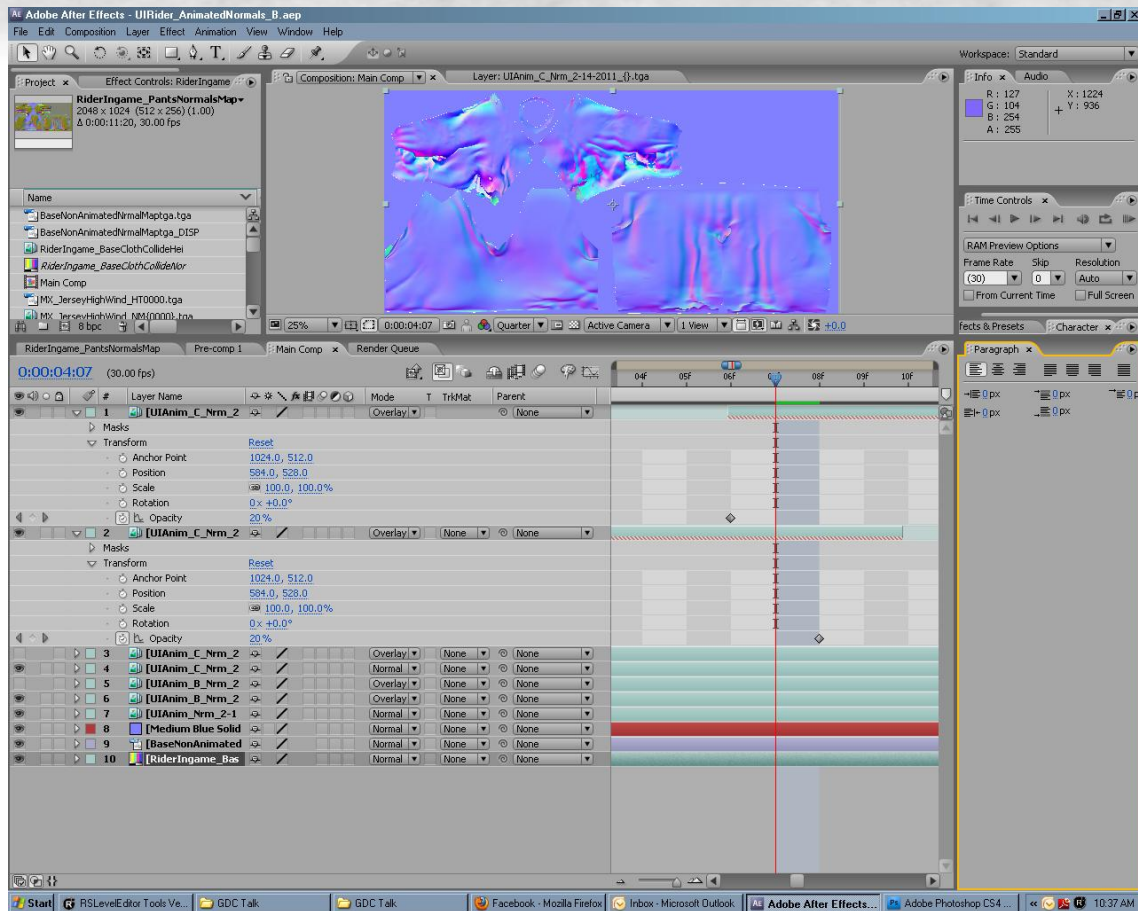 Adobe After Effects - UIRider_AnimatedNormals_B.aep
File Edit Composition Layer Effect Animation View Window Help
Workspace: Standard
Project × Effect Controls: RiderIngame
Composition: Main Comp × Layer: UIAnim_C_Nrm_2-14-2011_{}.tga
Info × Audio
RiderIngame_PantsNormalsMap
2048 x 1024 (512 x 256) (1.00)
Δ 0:00:11:20, 30.00 fps
R : 127
G : 104
B : 254
A : 255
X : 1224
Y : 936
Name
BaseNonAnimatedNrmalMaptga.tga
BaseNonAnimatedNrmalMaptga_DISP
RiderIngame_BaseClothCollideHei
RiderIngame_BaseClothCollideNor
Main Comp
MX_JerseyHighWind_HT0000.tga
MX_JerseyHighWind_NM{0000}.tga
8 bpc
Time Controls ×
RAM Preview Options
Frame Rate Skip Resolution
(30) 0 Auto
From Current Time Full Screen
25% 0:00:04:07 Quarter Active Camera 1 View +0.0
fects & Presets Character ×
RiderIngame_PantsNormalsMap Pre-comp 1 Main Comp × Render Queue
Paragraph ×
0 px 0 px 0 p
0 px 0 px
0:00:04:07 (30.00 fps)
04f 05f 06f 08f 09f 10f
# Layer Name Mode T TrkMat Parent
1 [UIAnim_C_Nrm_2 Overlay None
Masks
Transform Reset
Anchor Point 1024.0, 512.0
Position 584.0, 528.0
Scale 100.0, 100.0%
Rotation 0 x +0.0°
Opacity 20%
2 [UIAnim_C_Nrm_2 Overlay None None
Masks
Transform Reset
Anchor Point 1024.0, 512.0
Position 584.0, 528.0
Scale 100.0, 100.0%
Rotation 0 x +0.0°
Opacity 20%
3 [UIAnim_C_Nrm_2 Overlay None None
4 [UIAnim_C_Nrm_2 Normal None None
5 [UIAnim_B_Nrm_2 Overlay None None
6 [UIAnim_B_Nrm_2 Overlay None None
7 [UIAnim_Nrm_2-1 Normal None None
8 [Medium Blue Solid Normal None None
9 [BaseNonAnimated Normal None None
10 [RiderIngame_Bas Normal None None
Start RSLevelEditor Tools Ve... GDC Talk GDC Talk Facebook - Mozilla Firefox Inbox - Microsoft Outlook Adobe After Effects... Adobe Photoshop CS4 ... 10:37 AM